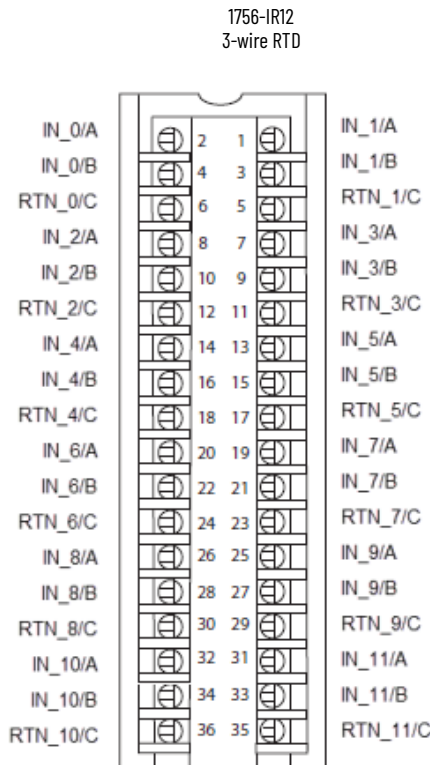 1756-IR12
3-wire RTD
IN_0/A 2 1 IN_1/A
IN_0/B 4 3 IN_1/B
RTN_0/C 6 5 RTN_1/C
IN_2/A 8 7 IN_3/A
IN_2/B 10 9 IN_3/B
RTN_2/C 12 11 RTN_3/C
IN_4/A 14 13 IN_5/A
IN_4/B 16 15 IN_5/B
RTN_4/C 18 17 RTN_5/C
IN_6/A 20 19 IN_7/A
IN_6/B 22 21 IN_7/B
RTN_6/C 24 23 RTN_7/C
IN_8/A 26 25 IN_9/A
IN_8/B 28 27 IN_9/B
RTN_8/C 30 29 RTN_9/C
IN_10/A 32 31 IN_11/A
IN_10/B 34 33 IN_11/B
RTN_10/C 36 35 RTN_11/C